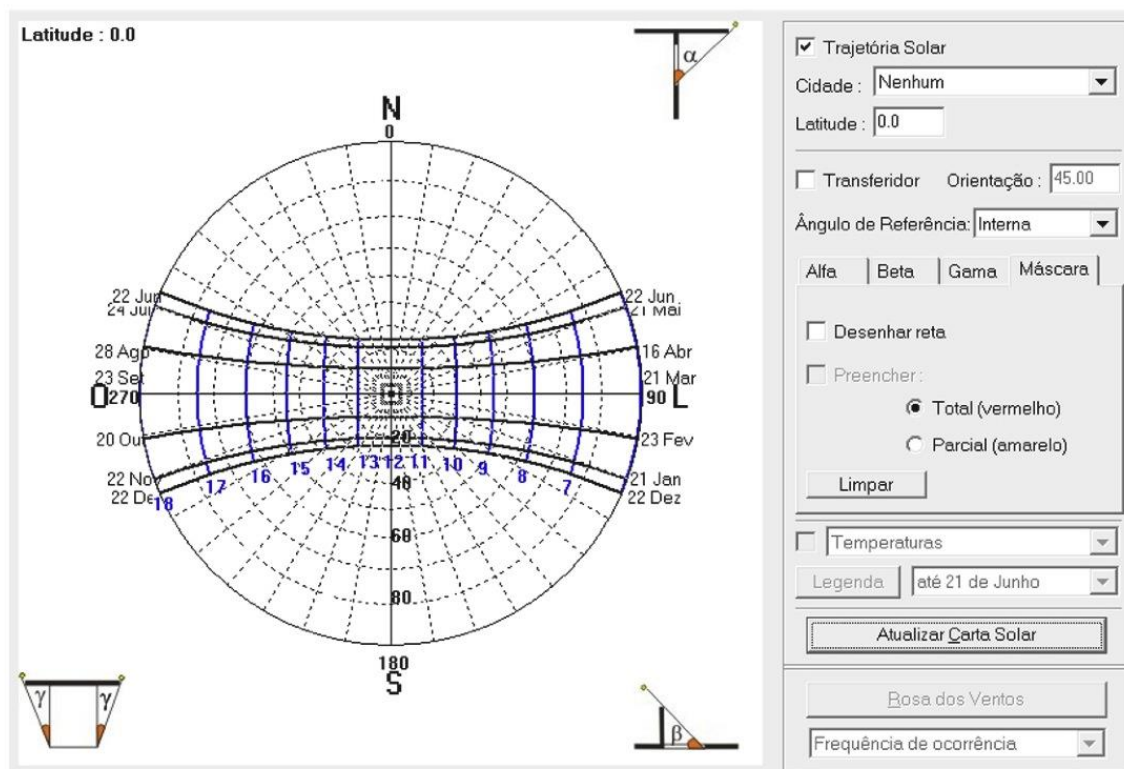 Latitude : 0.0
α
N
0
22 Jun
24 Jul
28 Ago
23 Set
O 270
20 Ou
22 No
22 De
22 Jun
21 Mai
16 Abr
21 Mar
90 L
23 Fev
21 Jan
22 Dez
20
18 17 16 15 14 13 12 11 10 9 8 7
40
60
80
180
S
γ γ
β
Trajetória Solar
Cidade : Nenhum
Latitude : 0.0
Transferidor Orientação : 45.00
Ângulo de Referência: Interna
Alfa Beta Gama Máscara
Desenhar reta
Preencher :
Total (vermelho)
Parcial (amarelo)
Limpar
Temperaturas
Legenda até 21 de Junho
Atualizar Carta Solar
Rosa dos Ventos
Frequência de ocorrência